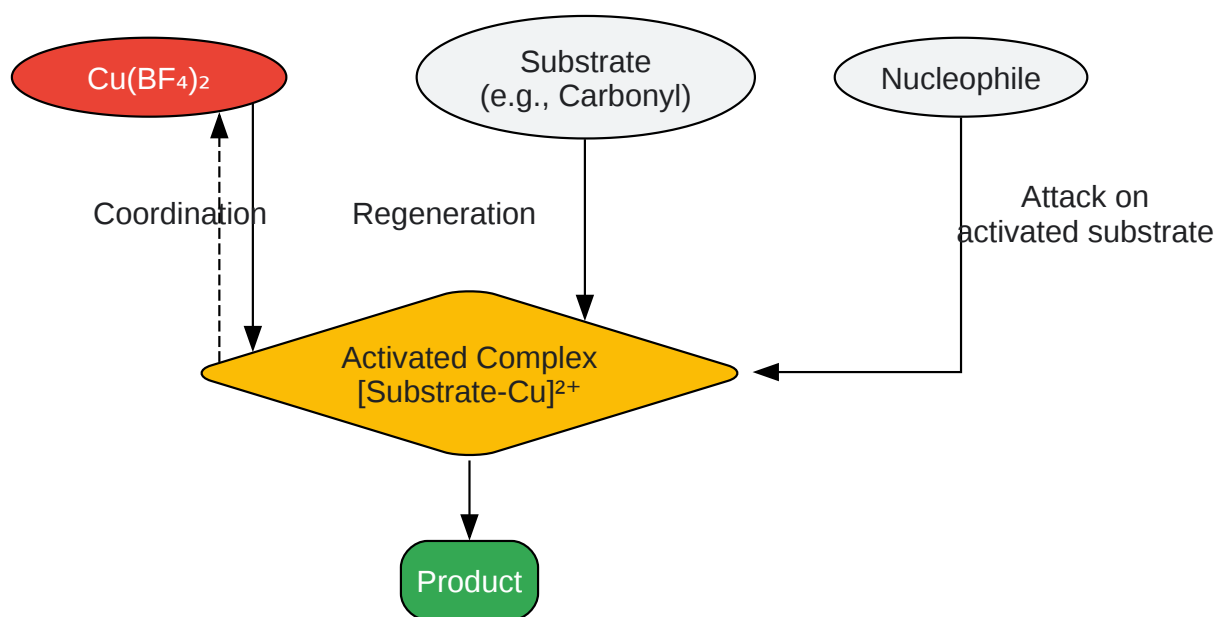 Cu(BF₄)₂
Substrate
(e.g., Carbonyl)
Nucleophile
Coordination
Regeneration
Attack on
activated substrate
Activated Complex
[Substrate-Cu]²⁺
Product